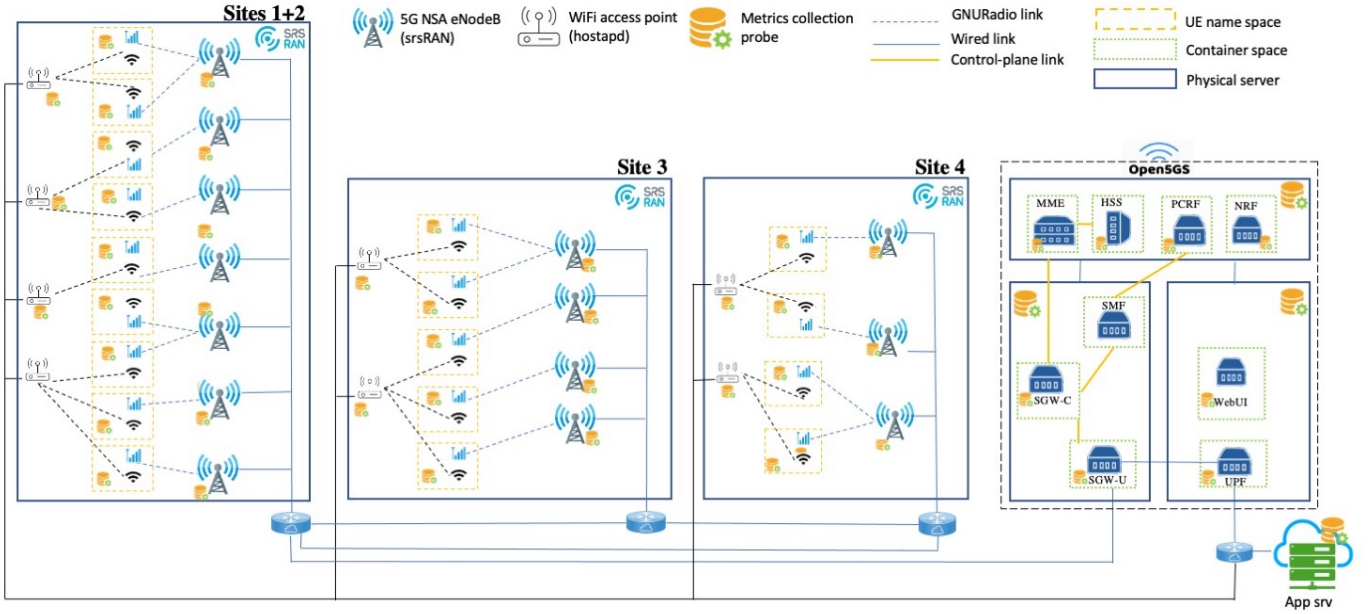 Sites 1+2
SRS
RAN
5G NSA eNodeB
(srsRAN)
WiFi access point
(hostapd)
Metrics collection
probe
GNURadio link
Wired link
Control-plane link
UE name space
Container space
Physical server
Site 3
SRS
RAN
Site 4
SRS
RAN
Open5GS
MME
HSS
PCRF
NRF
SMF
SGW-C
WebUI
SGW-U
UPF
App srv